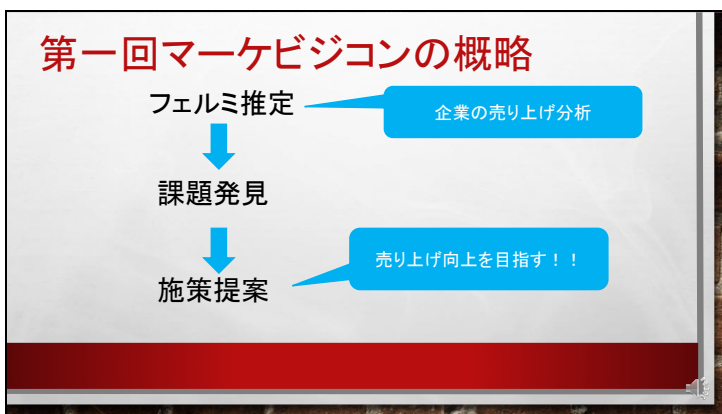 第一回マーケビジコンの概略
フェルミ推定
企業の売り上げ分析
課題発見
施策提案
売り上げ向上を目指す！！